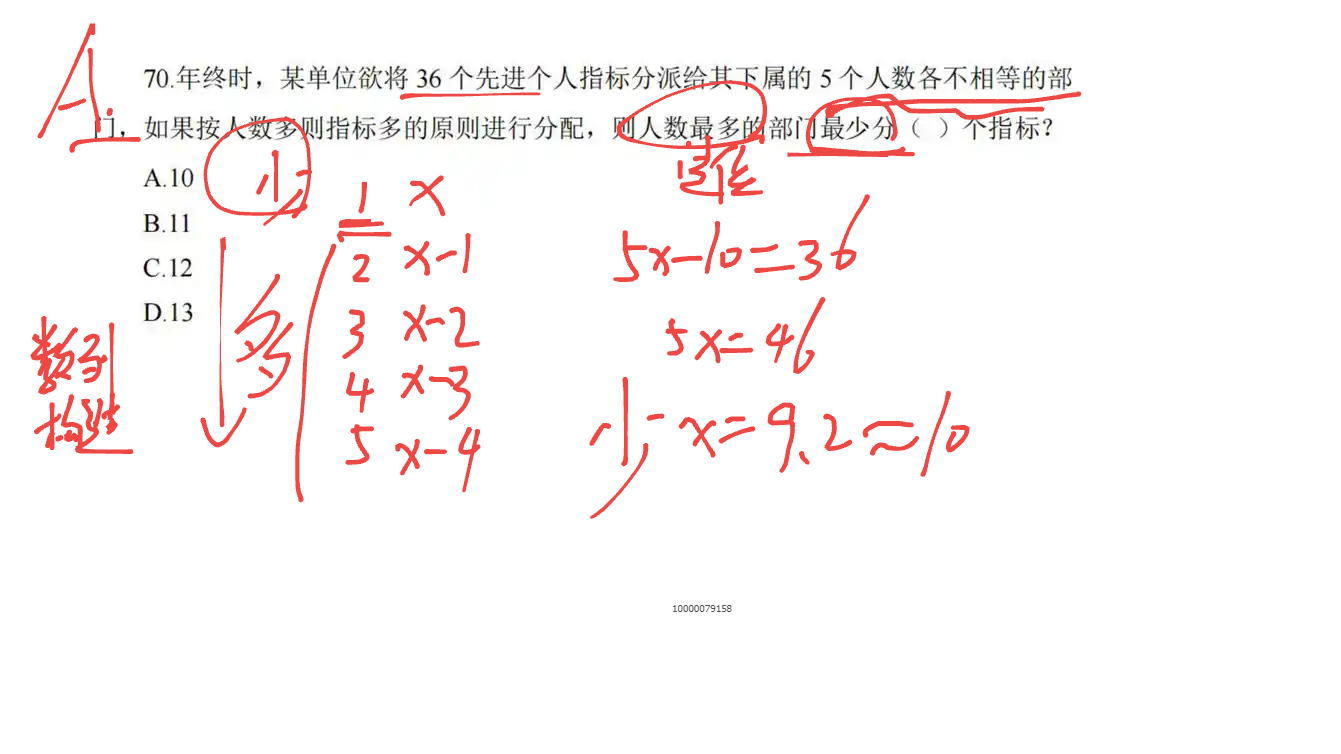 A.
70.年终时，某单位欲将 36 个先进个人指标分派给其下属的 5 个人数各不相等的部
门，如果按人数多则指标多的原则进行分配，则人数最多的部门最少分（ ）个指标？
A.10
B.11
C.12
D.13
小
多
数字
构造
1 x
2 x-1
3 x-2
4 x-3
5 x-4
5x-10=36
5x=46
小 x=9.2≈10
10000079158